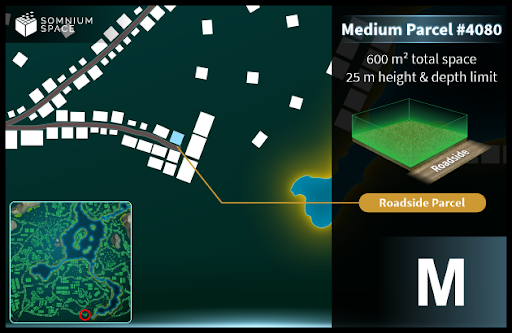 SOMNIUM
SPACE
Medium Parcel #4080
600 m² total space
25 m height & depth limit
Roadside
Roadside Parcel
M